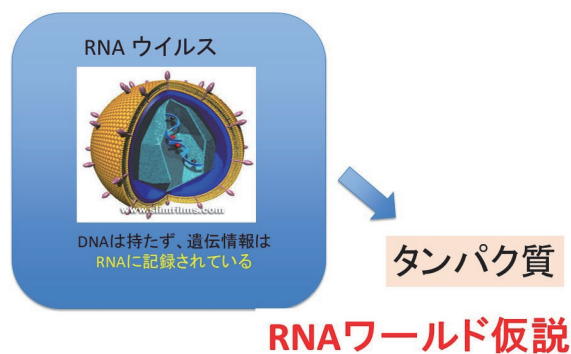 RNA ウイルス
www.slimfilms.com
DNAは持たず、遺伝情報は
RNAに記録されている
タンパク質
RNAワールド仮説